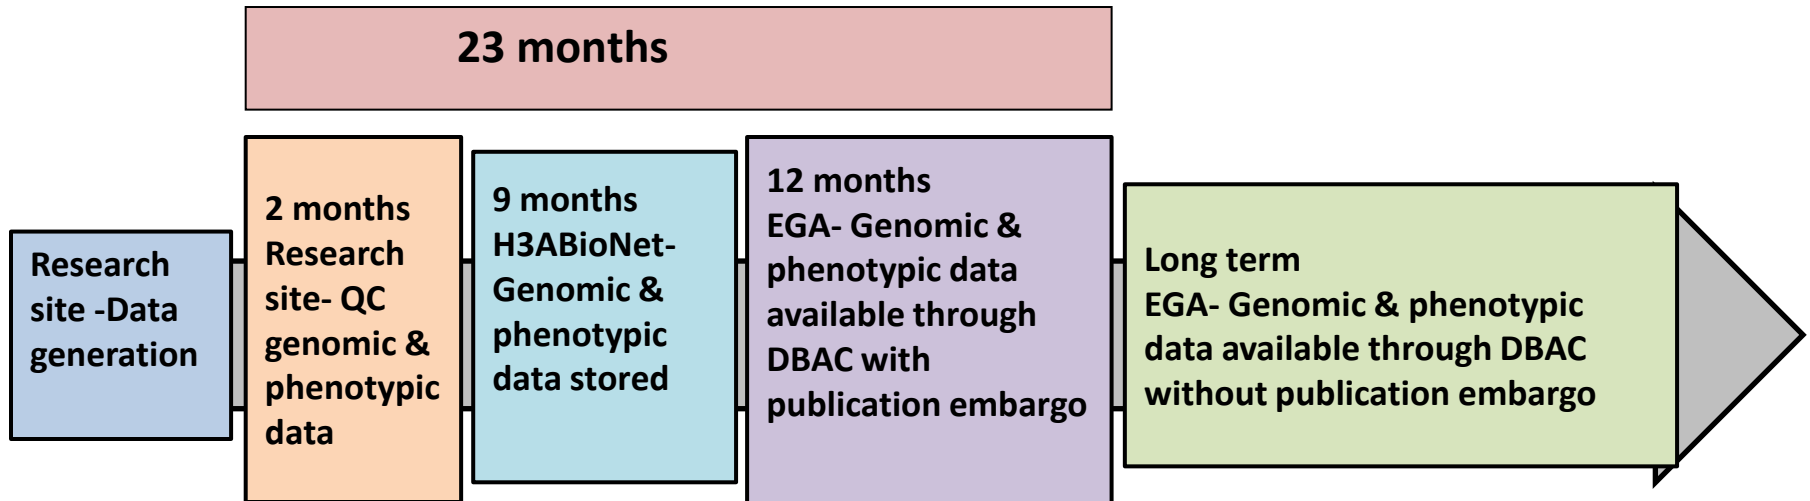 23 months
Research
site -Data
generation
2 months
Research
site- QC
genomic &
phenotypic
data
9 months
H3ABioNet-
Genomic &
phenotypic
data stored
12 months
EGA- Genomic &
phenotypic data
available through
DBAC with
publication embargo
Long term
EGA- Genomic & phenotypic
data available through DBAC
without publication embargo